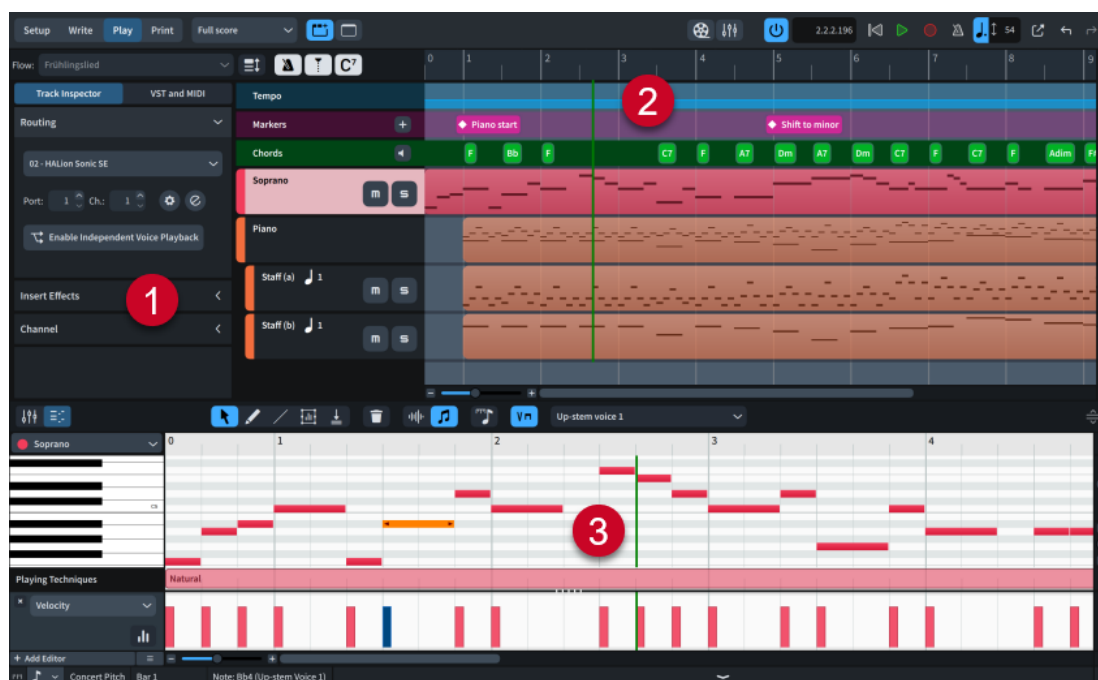 Setup Write Play Print Full score 2.2.2.196 54
Flow: Frühlingslied C7 0 1 2 3 4 5 6 7 8 9
Track Inspector VST and MIDI Tempo 2
Routing Markers + Piano start Shift to minor
Chords F Bb F C7 F A7 Dm A7 Dm C7 F C7 F Adim
02 - HALion Sonic SE Soprano m s
Port: 1 Ch.: 1
Enable Independent Voice Playback Piano
Staff (a) 1 m s
Insert Effects 1
Channel Staff (b) 1 m s
Up-stem voice 1
Soprano 0 1 2 3 4
C5
3
Playing Techniques Natural
Velocity
+ Add Editor
Concert Pitch Bar 1 Note: Bb4 (Up-stem Voice 1)